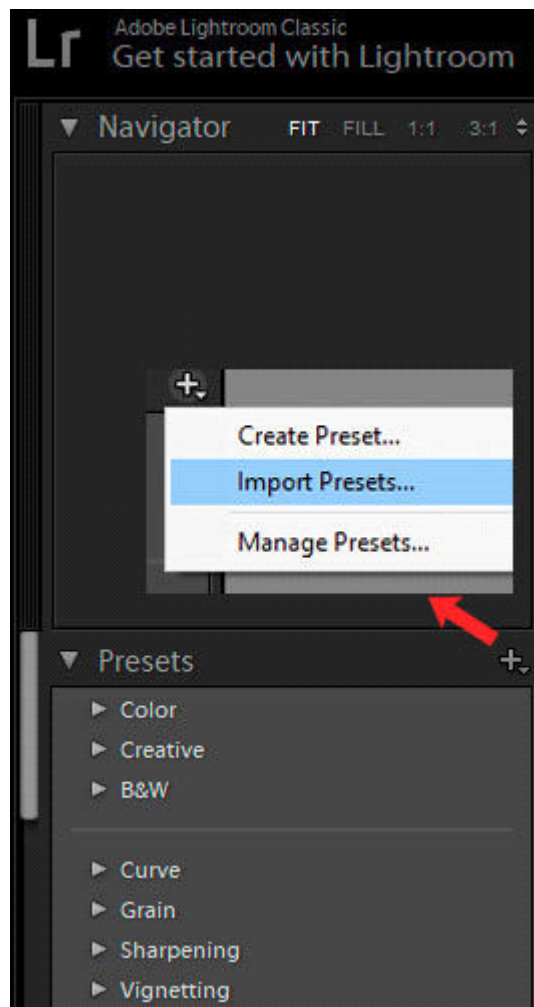 Lr
Adobe Lightroom Classic
Get started with Lightroom
Navigator FIT FILL 1:1 3:1
Create Preset...
Import Presets...
Manage Presets...
Presets
Color
Creative
B&W
Curve
Grain
Sharpening
Vignetting